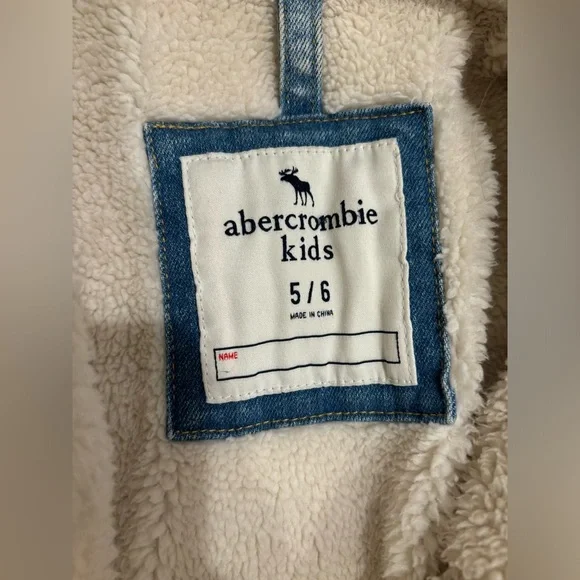 abercrombie
kids
5/6
MADE IN CHINA
NAME